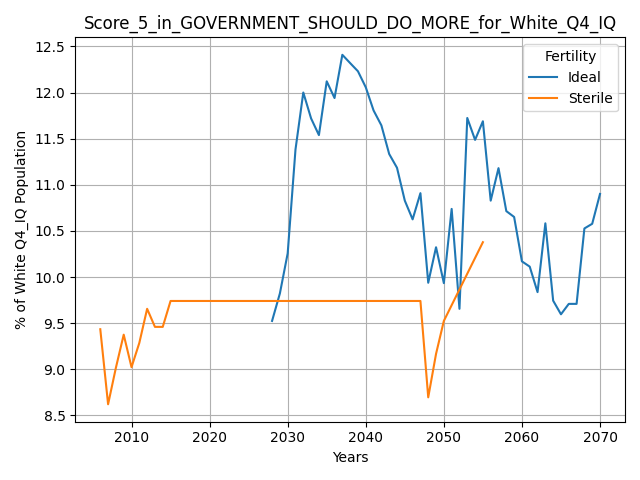 Score_5_in_GOVERNMENT_SHOULD_DO_MORE_for_White_Q4_IQ
Fertility
Ideal
Sterile
% of White Q4_IQ Population
12.5
12.0
11.5
11.0
10.5
10.0
9.5
9.0
8.5
2010 2020 2030 2040 2050 2060 2070
Years